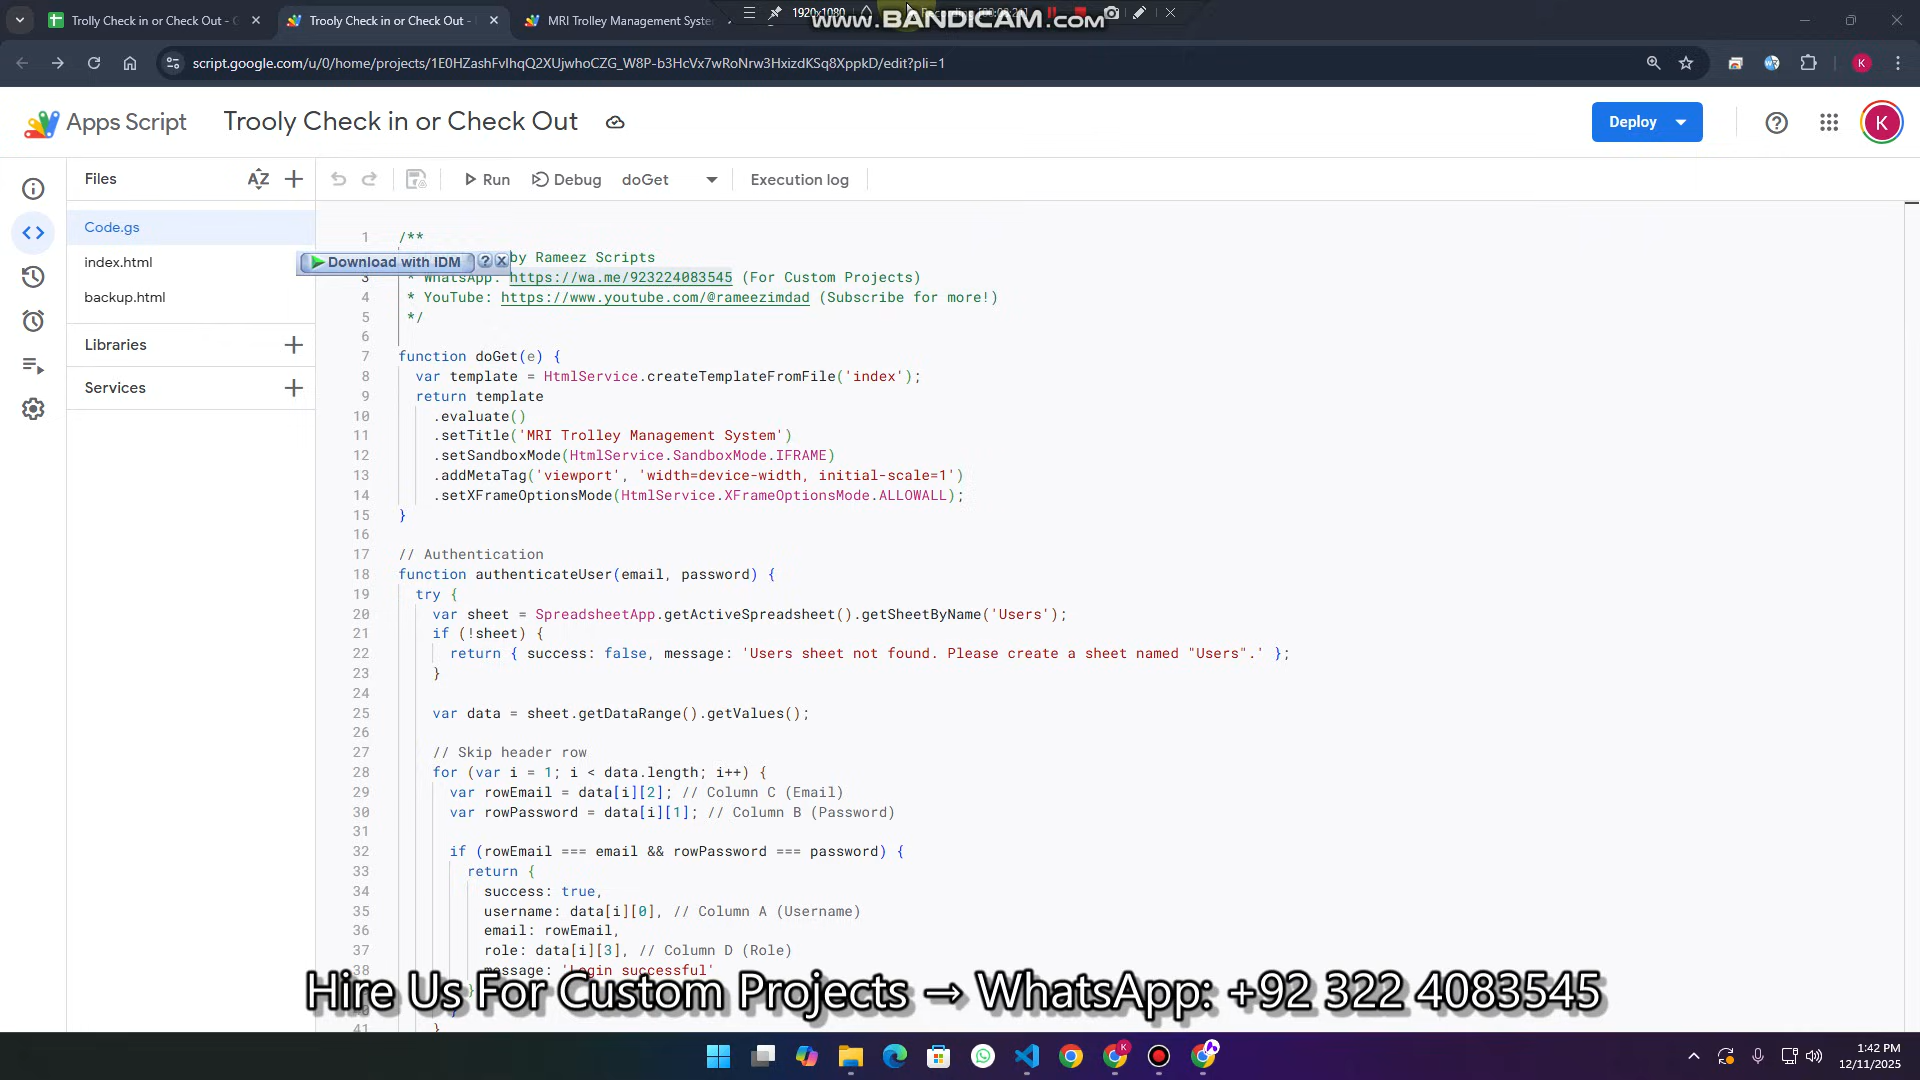 Trolly Check in or Check Out - G
Trooly Check in or Check Out -
MRI Trolley Management Syste
1920x1080
WWW.BANDICAM.COM
script.google.com/u/0/home/projects/1E0HZashFvIhqQ2XUjwhoCZG_W8P-b3HcVx7wRoNrw3HxizdKSq8XppkD/edit?pli=1
K
Apps Script
Trooly Check in or Check Out
Deploy
K
Files
AZ
Run
Debug
doGet
Execution log
Code.gs
index.html
backup.html
Libraries
Services
Download with IDM
1 /**
by Rameez Scripts
3 * WhatsApp: https://wa.me/923224083545 (For Custom Projects)
4 * YouTube: https://www.youtube.com/@rameezimdad (Subscribe for more!)
5 */
6
7 function doGet(e) {
8 var template = HtmlService.createTemplateFromFile('index');
9 return template
10 .evaluate()
11 .setTitle('MRI Trolley Management System')
12 .setSandboxMode(HtmlService.SandboxMode.IFRAME)
13 .addMetaTag('viewport', 'width=device-width, initial-scale=1')
14 .setXFrameOptionsMode(HtmlService.XFrameOptionsMode.ALLOWALL);
15 }
16
17 // Authentication
18 function authenticateUser(email, password) {
19 try {
20 var sheet = SpreadsheetApp.getActiveSpreadsheet().getSheetByName('Users');
21 if (!sheet) {
22 return { success: false, message: 'Users sheet not found. Please create a sheet named "Users".' };
23 }
24
25 var data = sheet.getDataRange().getValues();
26
27 // Skip header row
28 for (var i = 1; i < data.length; i++) {
29 var rowEmail = data[i][2]; // Column C (Email)
30 var rowPassword = data[i][1]; // Column B (Password)
31
32 if (rowEmail === email && rowPassword === password) {
33 return {
34 success: true,
35 username: data[i][0], // Column A (Username)
36 email: rowEmail,
37 role: data[i][3], // Column D (Role)
38 message: 'Login successful'
Hire Us For Custom Projects → WhatsApp: +92 322 4083545
41 }
1:42 PM
12/11/2025